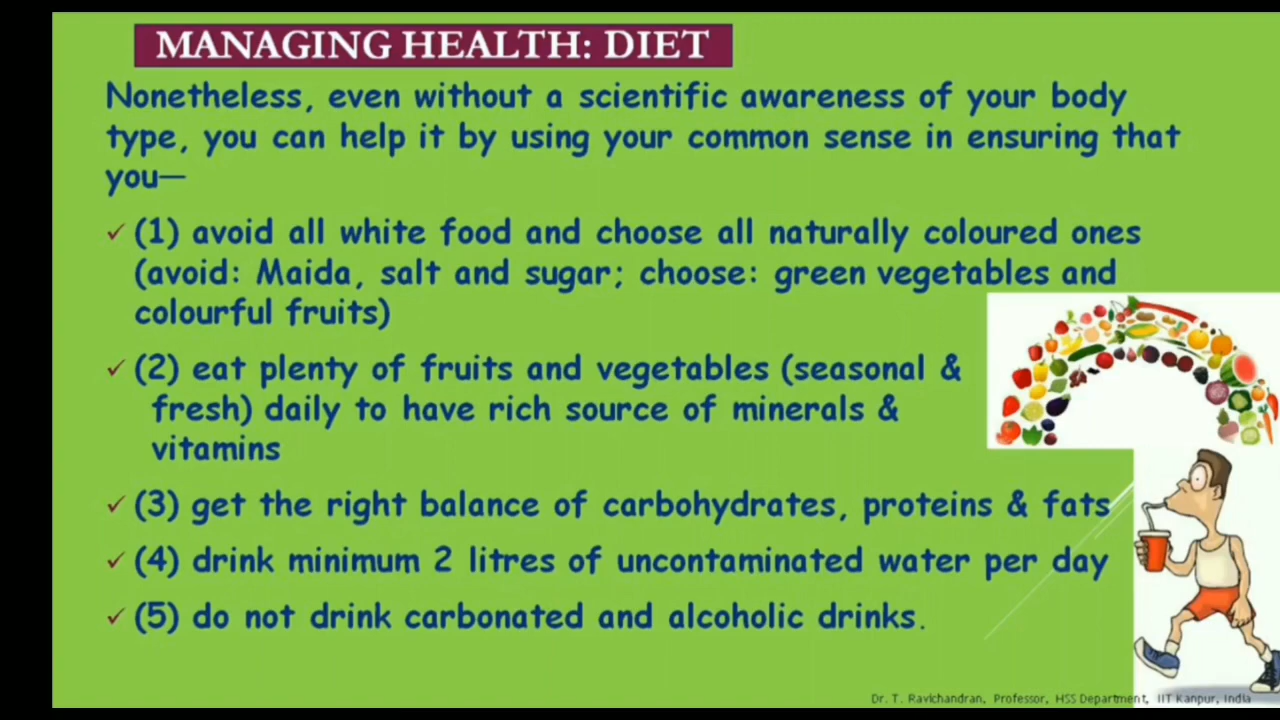 MANAGING HEALTH: DIET
Nonetheless, even without a scientific awareness of your body
type, you can help it by using your common sense in ensuring that
you—
✓ (1) avoid all white food and choose all naturally coloured ones
(avoid: Maida, salt and sugar; choose: green vegetables and
colourful fruits)
✓ (2) eat plenty of fruits and vegetables (seasonal &
fresh) daily to have rich source of minerals &
vitamins
✓ (3) get the right balance of carbohydrates, proteins & fats
✓ (4) drink minimum 2 litres of uncontaminated water per day
✓ (5) do not drink carbonated and alcoholic drinks.
Dr. T. Ravichandran, Professor, HSS Department, IIT Kanpur, India